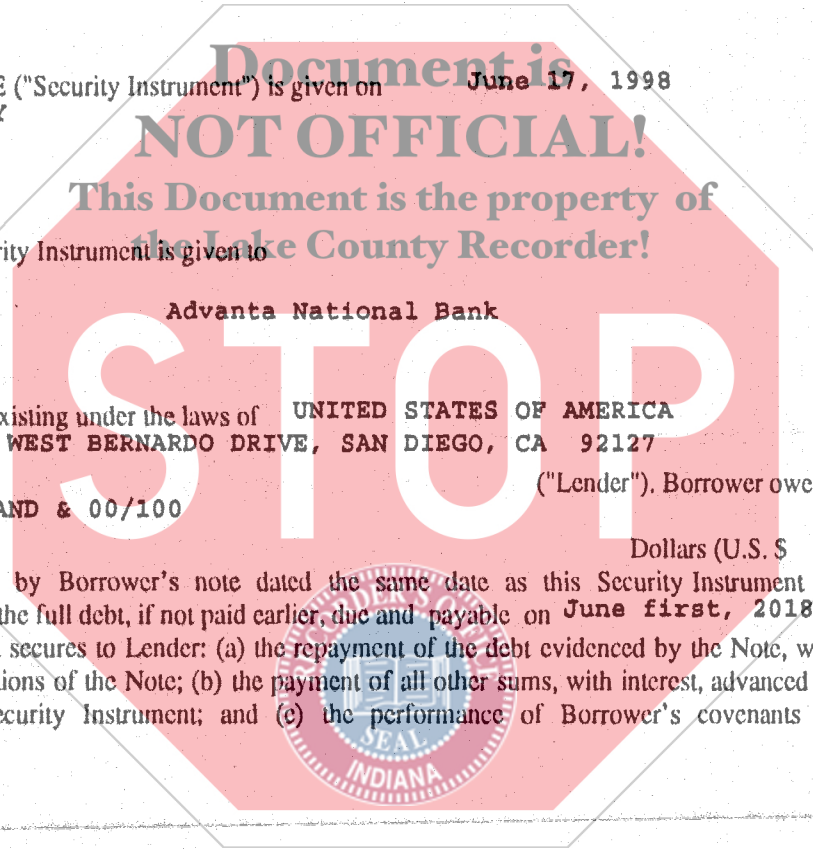 Document is
E ("Security Instrument") is given on June 17, 1998
Y
NOT OFFICIAL!
This Document is the property of
the Lake County Recorder!
rity Instrument is given to
Advanta National Bank
STOP
xisting under the laws of UNITED STATES OF AMERICA
WEST BERNARDO DRIVE, SAN DIEGO, CA 92127
("Lender"). Borrower owe
AND & 00/100
Dollars (U.S. $
by Borrower's note dated the same date as this Security Instrument
the full debt, if not paid earlier, due and payable on June first, 2018
secures to Lender: (a) the repayment of the debt evidenced by the Note, w
ions of the Note; (b) the payment of all other sums, with interest, advanced
ecurity Instrument; and (c) the performance of Borrower's covenants
RECORDER'S OFFICE
SEAL
INDIANA